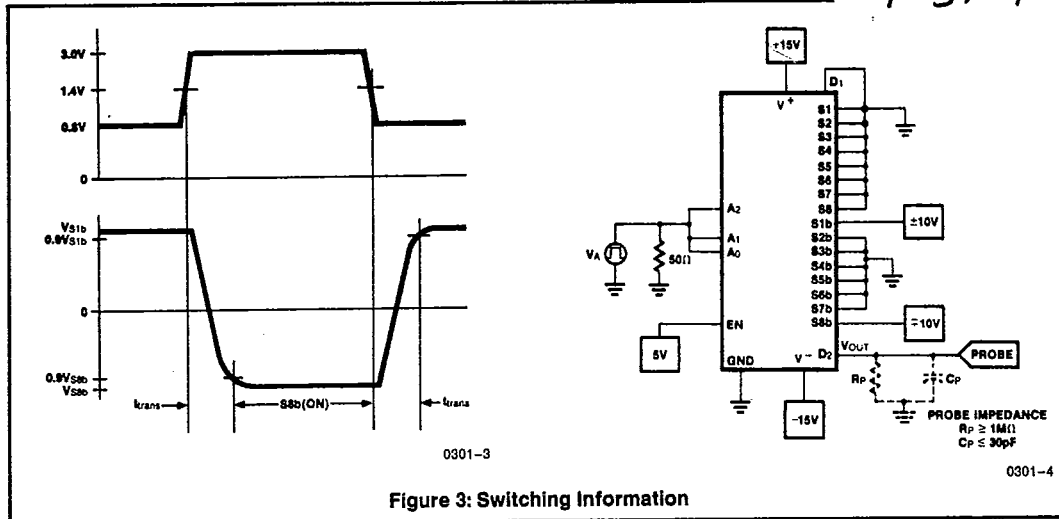 3.0V
1.4V
0.8V
0
VS1b
0.9VS1b
0
0.9VS8b
VS8b
ttrans
S8b(ON)
ttrans
0301-3
+15V
V+
D1
S1
S2
S3
S4
S5
S6
S7
S8
S1b
S2b
S3b
S4b
S5b
S6b
S7b
S8b
±10V
∓10V
A2
A1
A0
VA
50Ω
EN
5V
GND
V−
D2
VOUT
PROBE
RP
CP
−15V
PROBE IMPEDANCE
RP ≥ 1MΩ
CP ≤ 30pF
0301-4
Figure 3: Switching Information